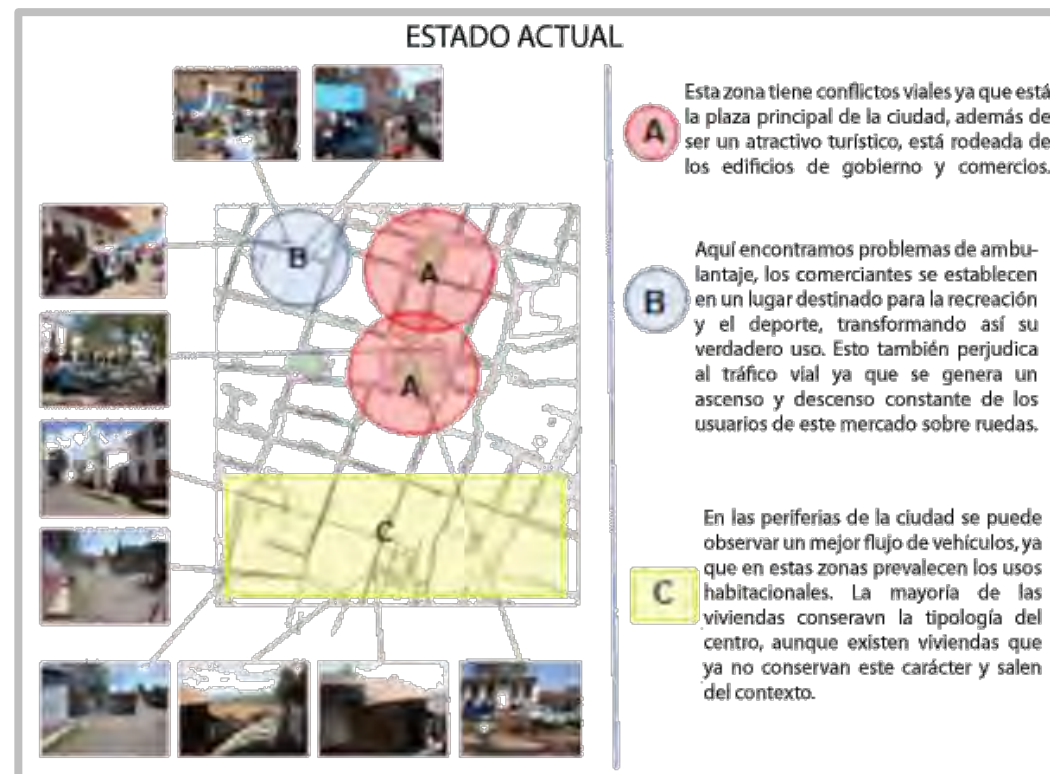 ESTADO ACTUAL
B
A
A
C
A
Esta zona tiene conflictos viales ya que está
la plaza principal de la ciudad, además de
ser un atractivo turístico, está rodeada de
los edificios de gobierno y comercios.
B
Aquí encontramos problemas de ambu-
lantaje, los comerciantes se establecen
en un lugar destinado para la recreación
y el deporte, transformando así su
verdadero uso. Esto también perjudica
al tráfico vial ya que se genera un
ascenso y descenso constante de los
usuarios de este mercado sobre ruedas.
C
En las periferias de la ciudad se puede
observar un mejor flujo de vehículos, ya
que en estas zonas prevalecen los usos
habitacionales. La mayoría de las
viviendas conseravn la tipología del
centro, aunque existen viviendas que
ya no conservan este carácter y salen
del contexto.